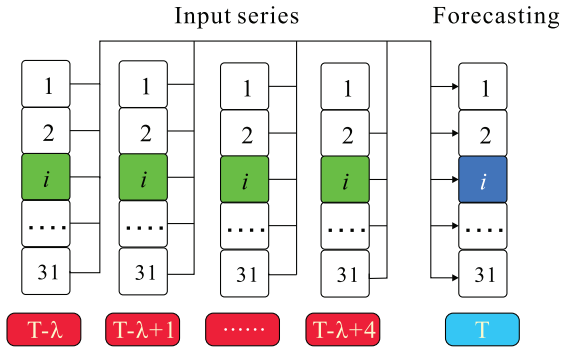 Input series Forecasting
1 1 1 1 1
2 2 2 2 2
i i i i i
.... .... .... .... ....
31 31 31 31 31
T-λ T-λ+1 ...... T-λ+4 T